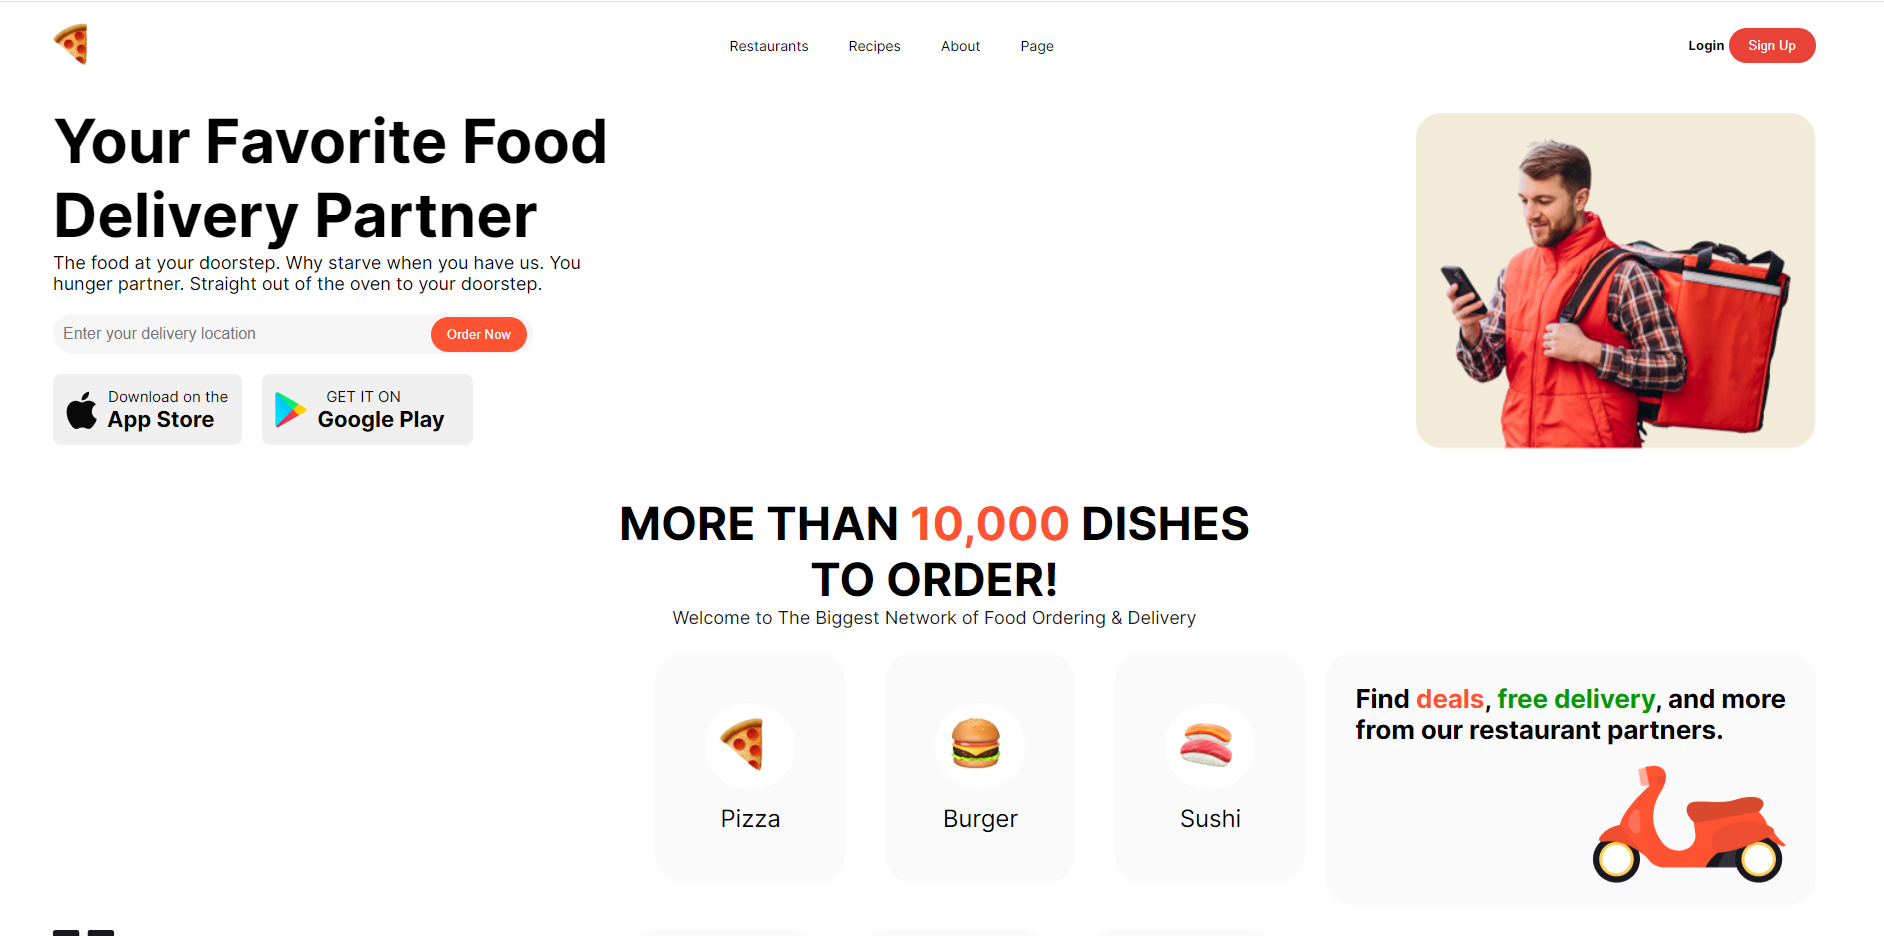 Restaurants Recipes About Page Login Sign Up
Your Favorite Food
Delivery Partner
The food at your doorstep. Why starve when you have us. You
hunger partner. Straight out of the oven to your doorstep.
Enter your delivery location Order Now
Download on the
App Store
GET IT ON
Google Play
MORE THAN 10,000 DISHES
TO ORDER!
Welcome to The Biggest Network of Food Ordering & Delivery
Pizza
Burger
Sushi
Find deals, free delivery, and more
from our restaurant partners.